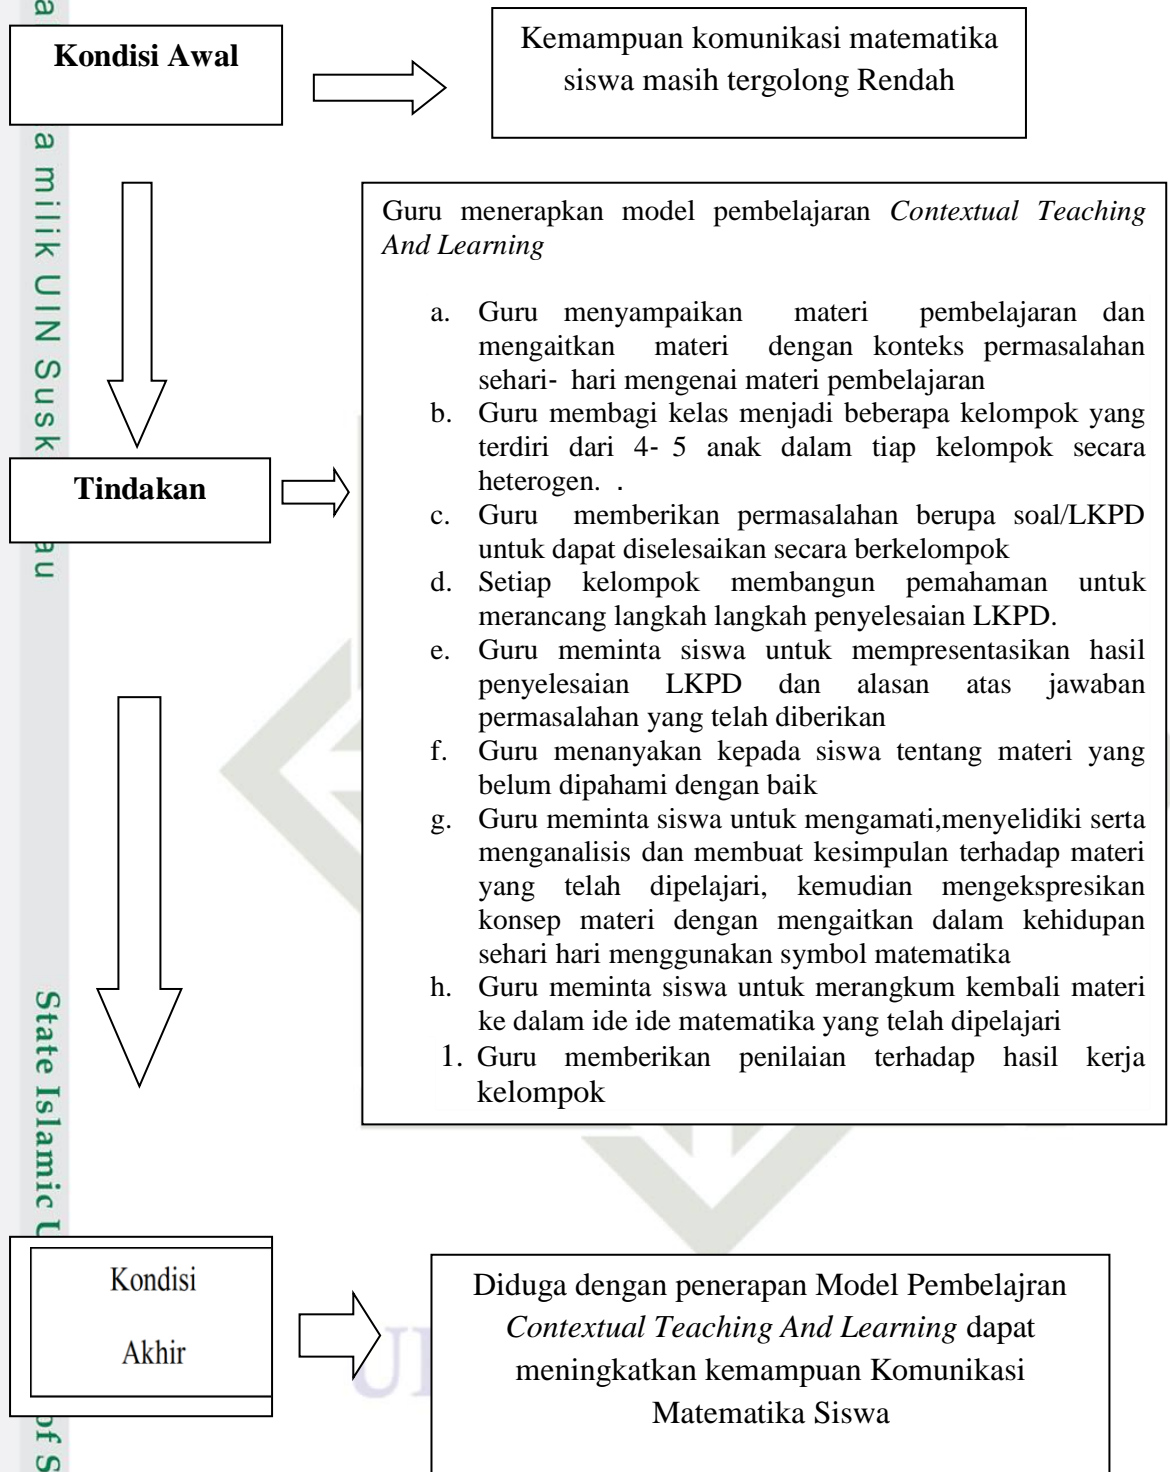 Kondisi Awal
Kemampuan komunikasi matematika
siswa masih tergolong Rendah
Guru menerapkan model pembelajaran Contextual Teaching
And Learning
a. Guru menyampaikan materi pembelajaran dan
mengaitkan materi dengan konteks permasalahan
sehari- hari mengenai materi pembelajaran
b. Guru membagi kelas menjadi beberapa kelompok yang
terdiri dari 4- 5 anak dalam tiap kelompok secara
heterogen. .
c. Guru memberikan permasalahan berupa soal/LKPD
untuk dapat diselesaikan secara berkelompok
d. Setiap kelompok membangun pemahaman untuk
merancang langkah langkah penyelesaian LKPD.
e. Guru meminta siswa untuk mempresentasikan hasil
penyelesaian LKPD dan alasan atas jawaban
permasalahan yang telah diberikan
f. Guru menanyakan kepada siswa tentang materi yang
belum dipahami dengan baik
g. Guru meminta siswa untuk mengamati,menyelidiki serta
menganalisis dan membuat kesimpulan terhadap materi
yang telah dipelajari, kemudian mengekspresikan
konsep materi dengan mengaitkan dalam kehidupan
sehari hari menggunakan symbol matematika
h. Guru meminta siswa untuk merangkum kembali materi
ke dalam ide ide matematika yang telah dipelajari
1. Guru memberikan penilaian terhadap hasil kerja
kelompok
Tindakan
Kondisi
Akhir
Diduga dengan penerapan Model Pembelajran
Contextual Teaching And Learning dapat
meningkatkan kemampuan Komunikasi
Matematika Siswa
milik UIN Susk
au
State Islamic U
of S